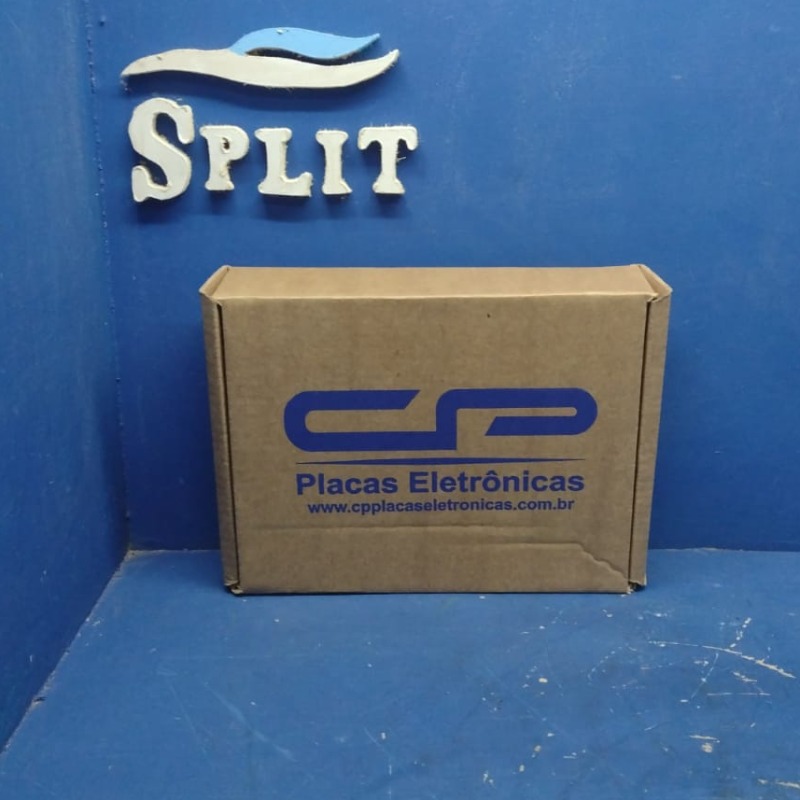 SPLIT
CP
Placas Eletrônicas
www.cpplacaseletronicas.com.br